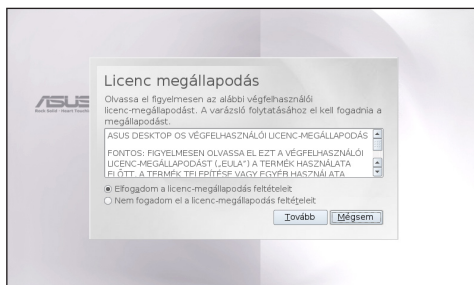 ASUS
Licenc megállapodás
Olvassa el figyelmesen az alábbi végfelhasználói
licenc-megállapodást. A varázsló folytatásához el kell fogadnia a
megállapodást.
ASUS DESKTOP OS VÉGFELHASZNÁLÓI LICENC-MEGÁLLAPODÁS
FONTOS: FIGYELMESEN OLVASSA EL EZT A VÉGFELHASZNÁLÓI
LICENC-MEGÁLLAPODÁST („EULA”) A TERMÉK HASZNÁLATA
ELŐTT. A TERMÉK TELEPÍTÉSE VAGY EGYÉB HASZNÁLATA
Elfogadom a licenc-megállapodás feltételeit
Nem fogadom el a licenc-megállapodás feltételeit
Tovább
Mégsem